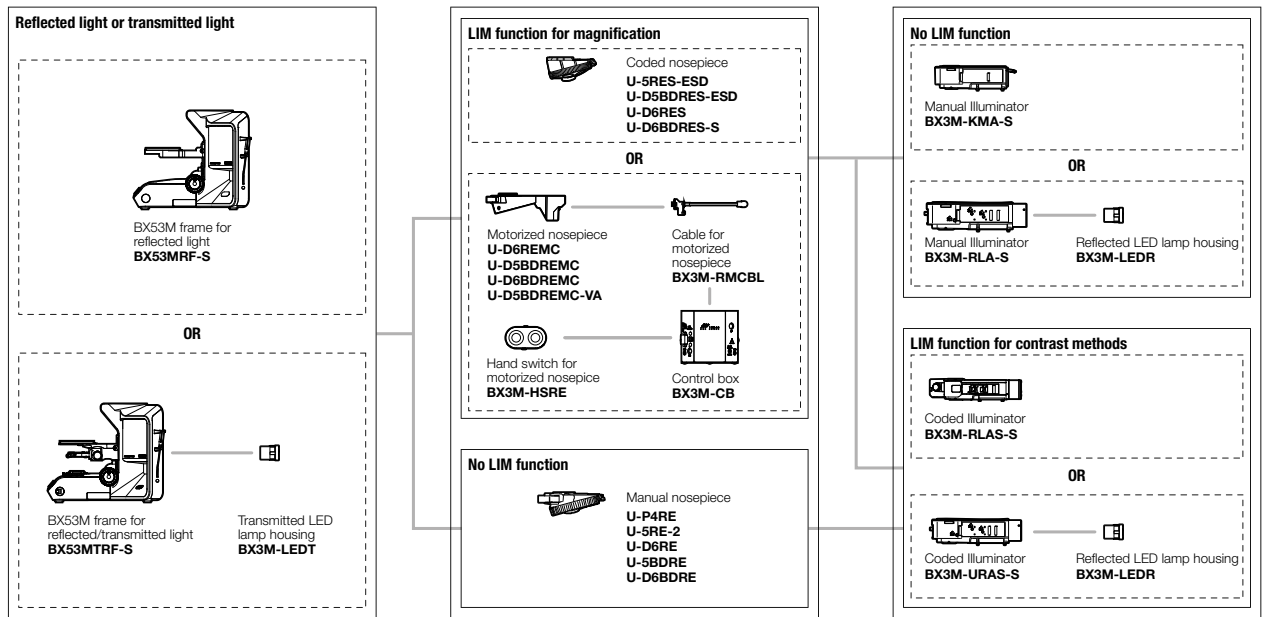 Reflected light or transmitted light
BX53M frame for
reflected light
BX53MRF-S
OR
BX53M frame for
reflected/transmitted light
BX53MTRF-S
Transmitted LED
lamp housing
BX3M-LEDT
LIM function for magnification
Coded nosepiece
U-5RES-ESD
U-D5BDRES-ESD
U-D6RES
U-D6BDRES-S
OR
Motorized nosepiece
U-D6REMC
U-D5BDREMC
U-D6BDREMC
U-D5BDREMC-VA
Cable for
motorized
nosepiece
BX3M-RMCBL
Hand switch for
motorized nosepice
BX3M-HSRE
Control box
BX3M-CB
No LIM function
Manual nosepiece
U-P4RE
U-5RE-2
U-D6RE
U-5BDRE
U-D6BDRE
No LIM function
Manual Illuminator
BX3M-KMA-S
OR
Manual Illuminator
BX3M-RLA-S
Reflected LED lamp housing
BX3M-LEDR
LIM function for contrast methods
Coded Illuminator
BX3M-RLAS-S
OR
Coded Illuminator
BX3M-URAS-S
Reflected LED lamp housing
BX3M-LEDR